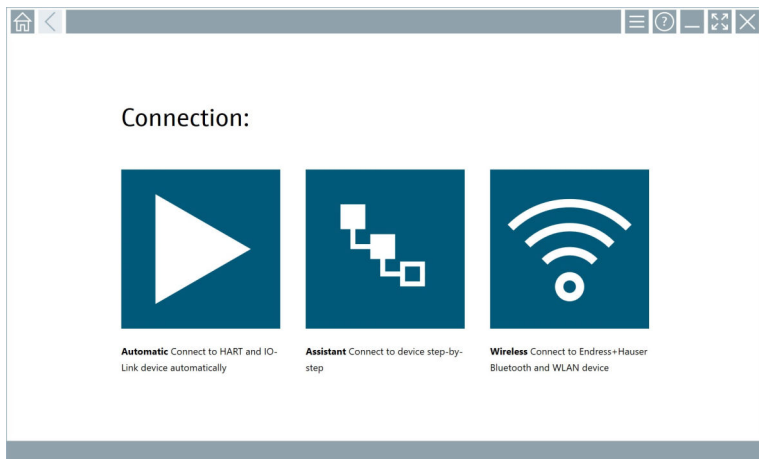 Connection:
Automatic Connect to HART and IO-
Link device automatically
Assistant Connect to device step-by-
step
Wireless Connect to Endress+Hauser
Bluetooth and WLAN device